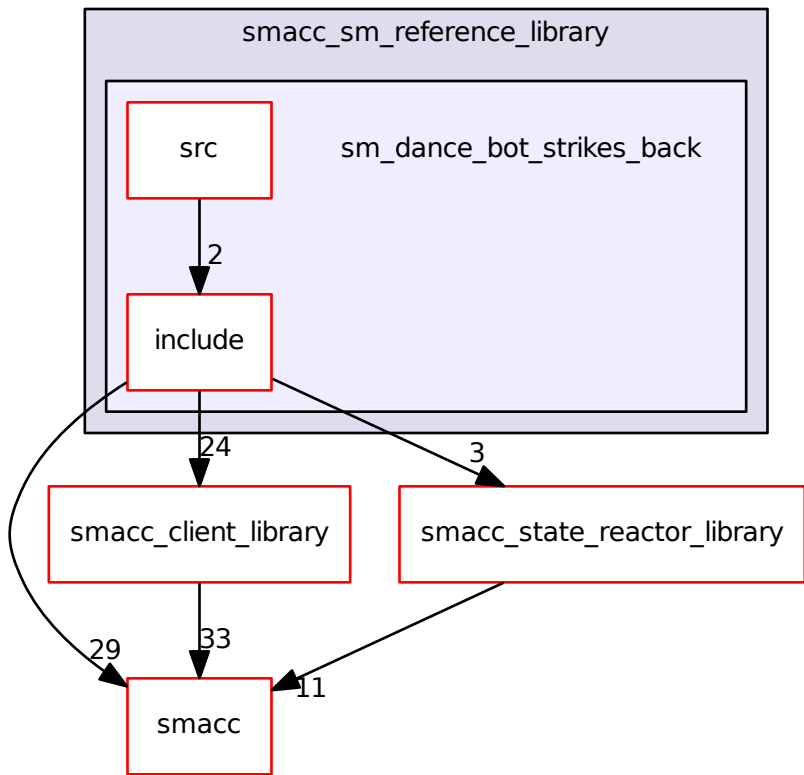 smacc_sm_reference_library
src
sm_dance_bot_strikes_back
2
include
24
3
smacc_client_library
smacc_state_reactor_library
29
33
11
smacc